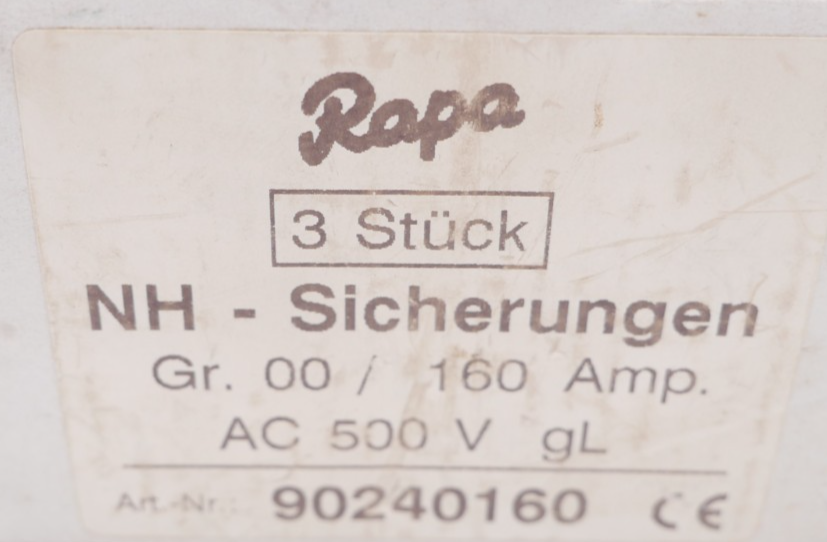 Rapa
3 Stück
NH - Sicherungen
Gr. 00 / 160 Amp.
AC 500 V gL
Art.-Nr.: 90240160 CE